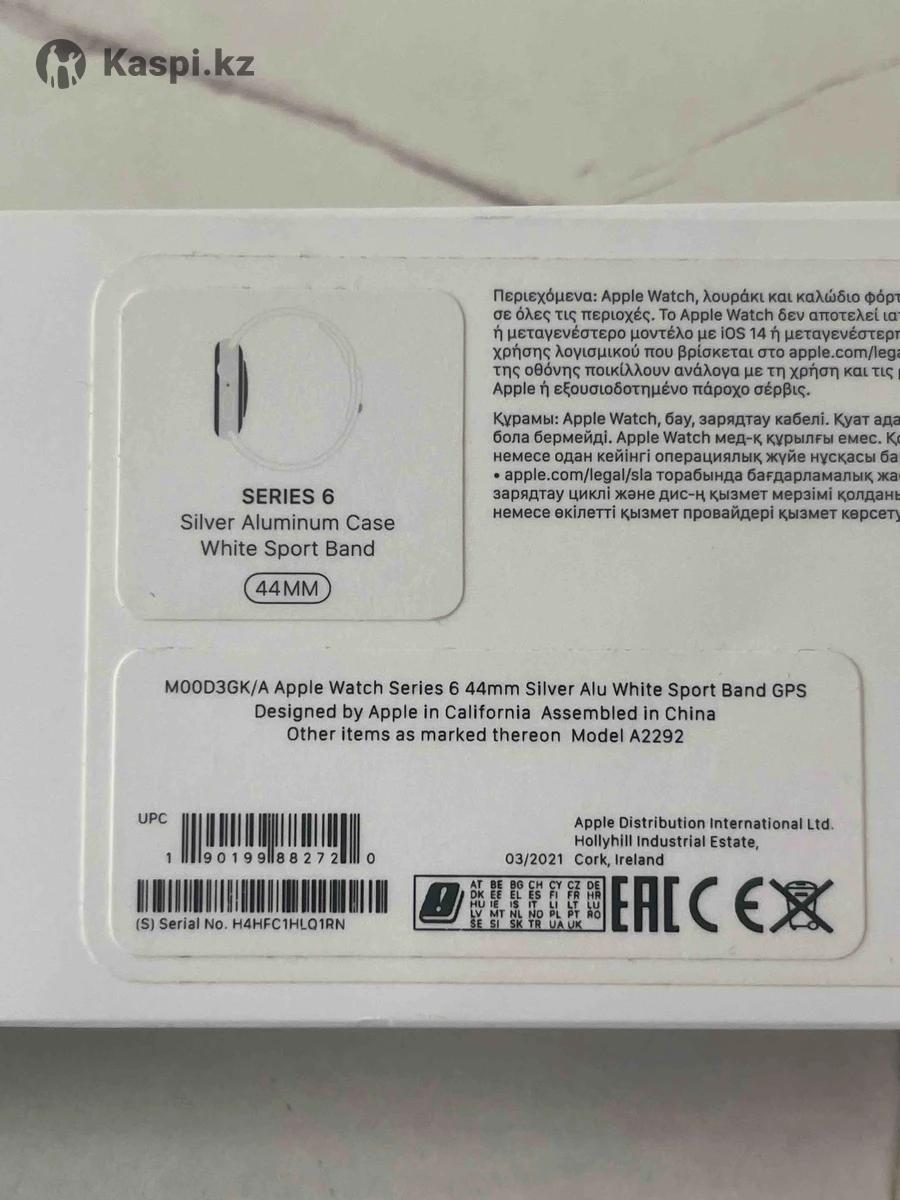 Kaspi.kz
Περιεχόμενα: Apple Watch, λουράκι και καλώδιο
σε όλες τις περιοχές. Το Apple Watch δεν αποτελεί
ή μεταγενέστερο μοντέλο με iOS 14 ή
χρήσης λογισμικού που βρίσκεται στο
της οθόνης ποικίλλουν ανάλογα με τη χρήση και τις
Apple ή εξουσιοδοτημένο πάροχο σέρβις.
Құрамы: Apple Watch, бау, зарядтау кабелі. Қуат
бола бермейді. Apple Watch мед-қ құрылғы емес.
немесе одан кейінгі операциялық жүйе нұсқасы
• apple.com/legal/sla торабында бағдарламалық
зарядтау циклі және дис-ң қызмет мерзімі
немесе өкілетті қызмет провайдері қызмет
SERIES 6
Silver Aluminum Case
White Sport Band
44MM
M00D3GK/A Apple Watch Series 6 44mm Silver Alu White Sport Band GPS
Designed by Apple in California Assembled in China
Other items as marked thereon Model A2292
UPC
1 90199 88272 0
(S) Serial No. H4HFC1HLQ1RN
Apple Distribution International Ltd.
Hollyhill Industrial Estate,
03/2021 Cork, Ireland
AT BE BG CH CY CZ DE
DK EE EL ES FI FR HR
HU IE IS IT LI LT LU
LV MT NL NO PL PT RO
SE SI SK TR UA UK
EAC CE